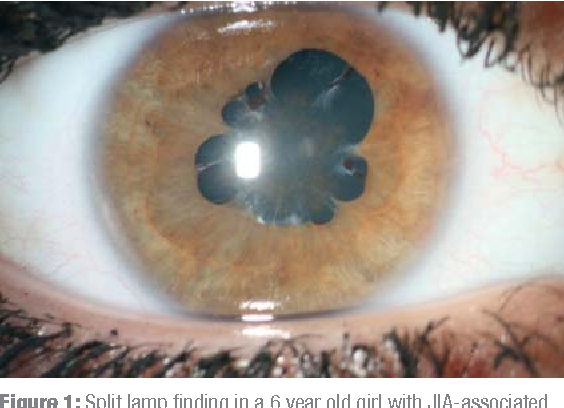 Figure 1: Split lamp finding in a 6 year old girl with JIA-associated